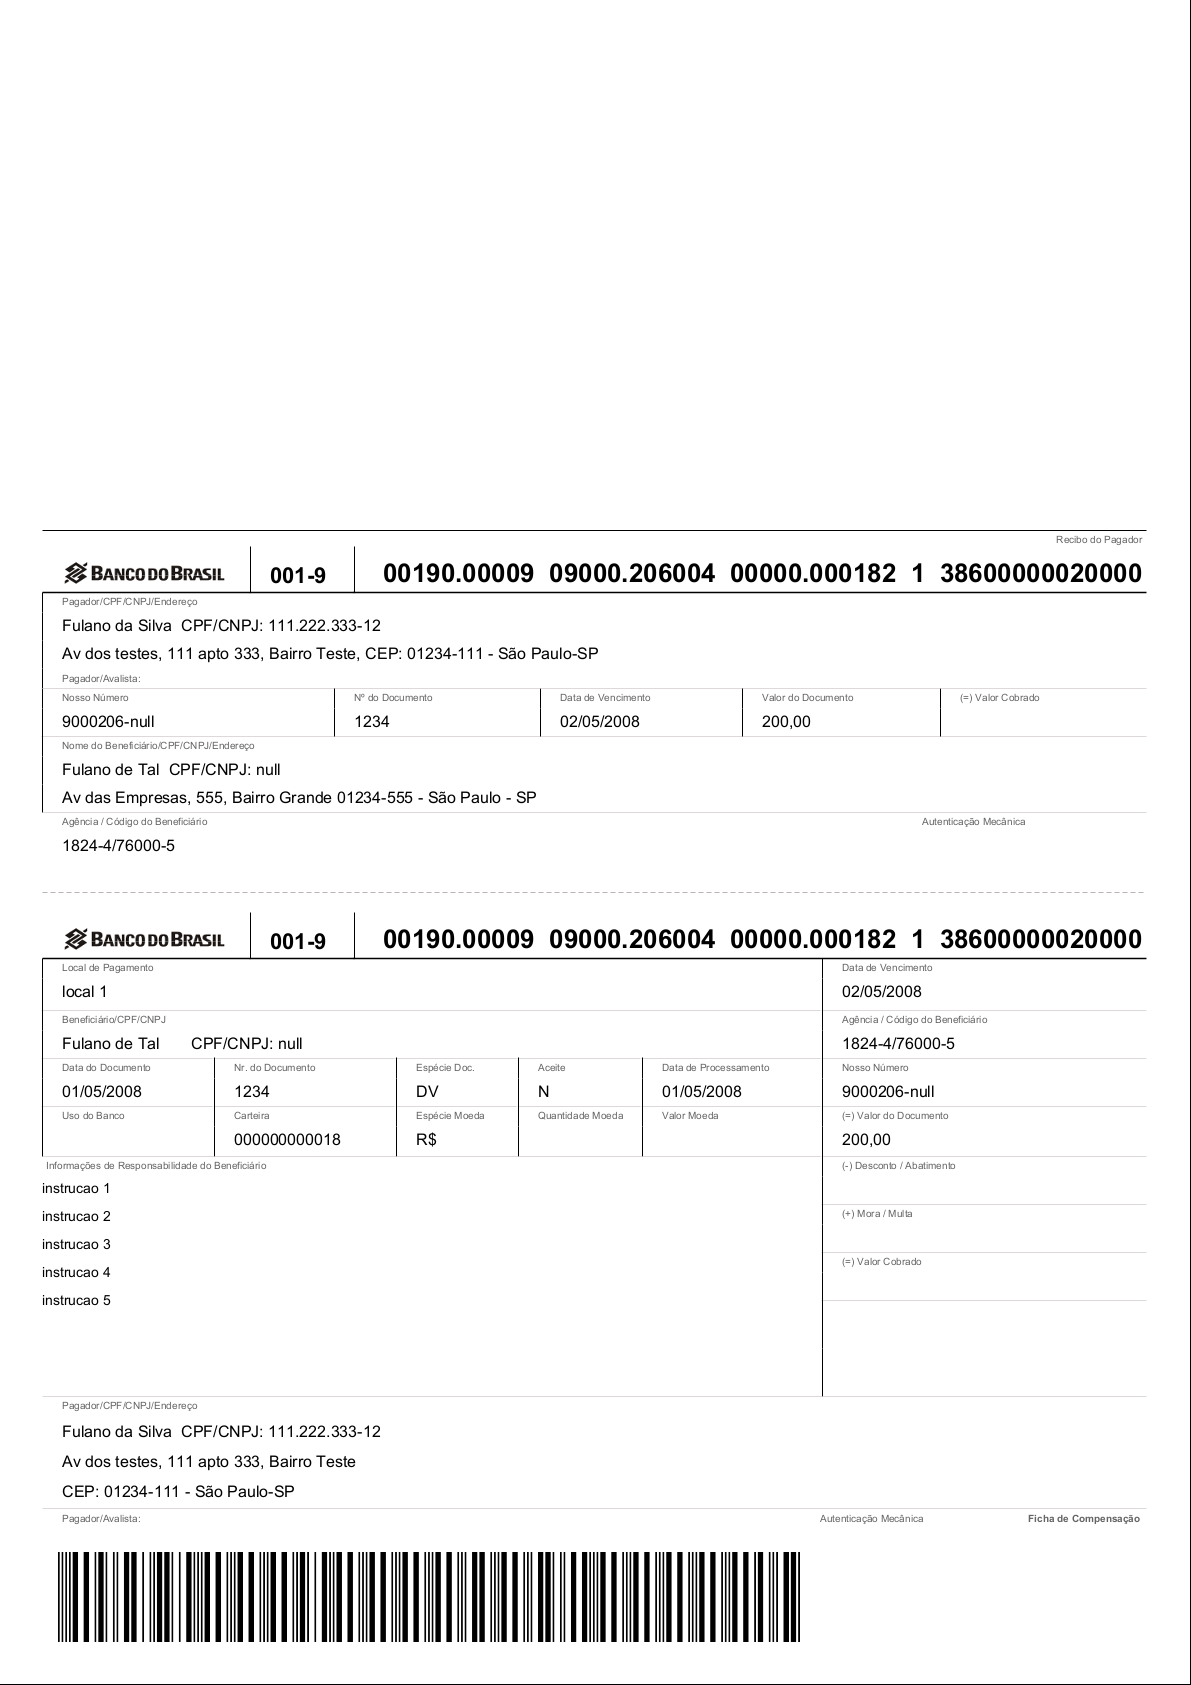 Recibo do Pagador
BANCO DO BRASIL 001-9 00190.00009 09000.206004 00000.000182 1 38600000020000
Pagador/CPF/CNPJ/Endereço
Fulano da Silva CPF/CNPJ: 111.222.333-12
Av dos testes, 111 apto 333, Bairro Teste, CEP: 01234-111 - São Paulo-SP
Pagador/Avalista:
Nosso Número Nº do Documento Data de Vencimento Valor do Documento (=) Valor Cobrado
9000206-null 1234 02/05/2008 200,00
Nome do Beneficiário/CPF/CNPJ/Endereço
Fulano de Tal CPF/CNPJ: null
Av das Empresas, 555, Bairro Grande 01234-555 - São Paulo - SP
Agência / Código do Beneficiário Autenticação Mecânica
1824-4/76000-5
BANCO DO BRASIL 001-9 00190.00009 09000.206004 00000.000182 1 38600000020000
Local de Pagamento Data de Vencimento
local 1 02/05/2008
Beneficiário/CPF/CNPJ Agência / Código do Beneficiário
Fulano de Tal CPF/CNPJ: null 1824-4/76000-5
Data do Documento Nr. do Documento Espécie Doc. Aceite Data de Processamento Nosso Número
01/05/2008 1234 DV N 01/05/2008 9000206-null
Uso do Banco Carteira Espécie Moeda Quantidade Moeda Valor Moeda (=) Valor do Documento
000000000018 R$ 200,00
Informações de Responsabilidade do Beneficiário (-) Desconto / Abatimento
instrucao 1
instrucao 2 (+) Mora / Multa
instrucao 3
instrucao 4 (=) Valor Cobrado
instrucao 5
Pagador/CPF/CNPJ/Endereço
Fulano da Silva CPF/CNPJ: 111.222.333-12
Av dos testes, 111 apto 333, Bairro Teste
CEP: 01234-111 - São Paulo-SP
Pagador/Avalista: Autenticação Mecânica Ficha de Compensação